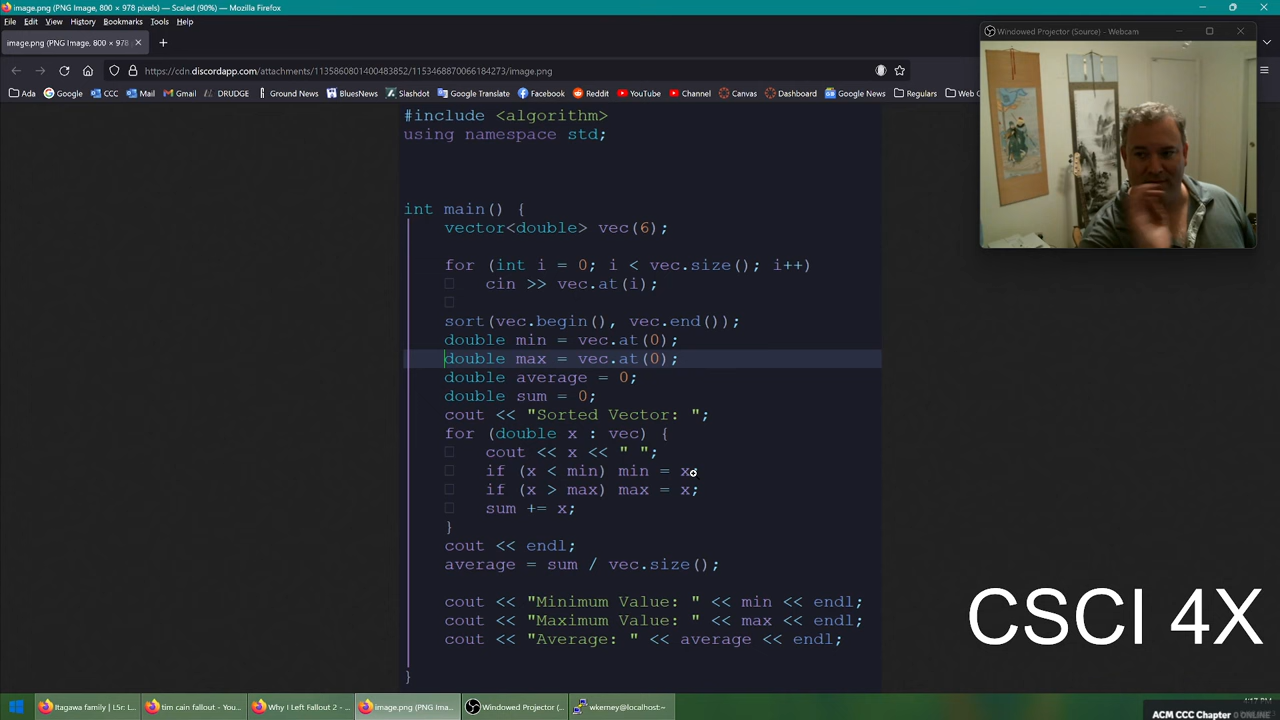 image.png (PNG Image, 800 × 978 pixels) — Scaled (90%) — Mozilla Firefox
File Edit View History Bookmarks Tools Help
image.png (PNG Image, 800 × 978
https://cdn.discordapp.com/attachments/1135860801400483852/1153468870066184273/image.png
Ada Google CCC Mail Gmail DRUDGE Ground News BluesNews Slashdot Google Translate Facebook Reddit YouTube Channel Canvas Dashboard Google News Regulars Web C
Windowed Projector (Source) - Webcam
#include <algorithm>
using namespace std;
int main() {
vector<double> vec(6);
for (int i = 0; i < vec.size(); i++)
cin >> vec.at(i);
sort(vec.begin(), vec.end());
double min = vec.at(0);
double max = vec.at(0);
double average = 0;
double sum = 0;
cout << "Sorted Vector: ";
for (double x : vec) {
cout << x << " ";
if (x < min) min = x
if (x > max) max = x;
sum += x;
}
cout << endl;
average = sum / vec.size();
cout << "Minimum Value: " << min << endl;
cout << "Maximum Value: " << max << endl;
cout << "Average: " << average << endl;
}
CSCI 4X
Itagawa family | L5r: L tim cain fallout - You Why I Left Fallout 2 - image.png (PNG Ima Windowed Projector ( wkerney@localhost:~
ACM CCC Chapter 0 ONLINE